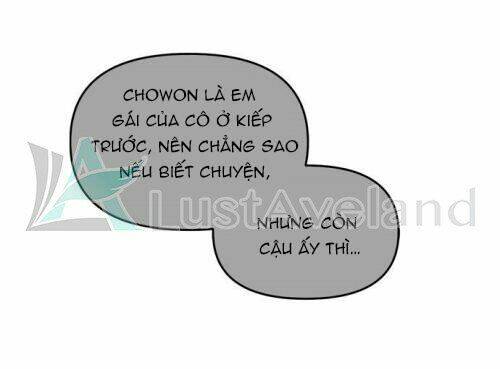 CHOWON LÀ EM
GÁI CỦA CÔ Ở KIẾP
TRƯỚC, NÊN CHẲNG SAO
NẾU BIẾT CHUYỆN,
LustAveland
NHƯNG CÒN
CẬU ẤY THÌ...